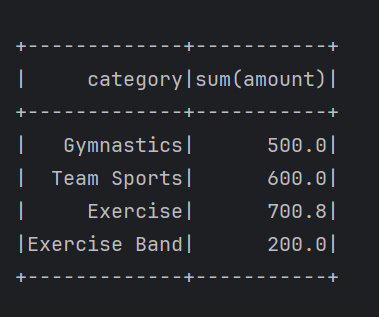 +-------------+-----------+
|     category|sum(amount)|
+-------------+-----------+
|   Gymnastics|      500.0|
|  Team Sports|      600.0|
|     Exercise|      700.8|
|Exercise Band|      200.0|
+-------------+-----------+